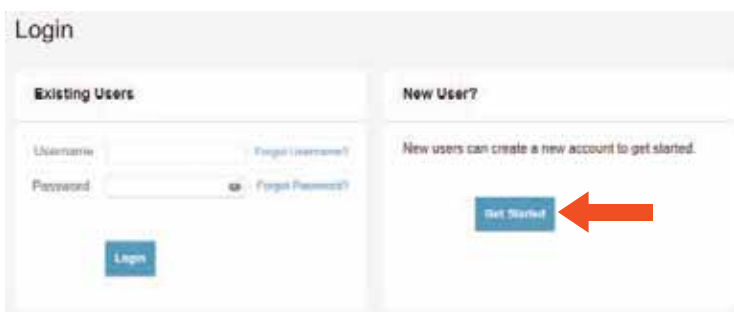 Login
Existing Users
Username
Forgot Username?
Password
Forgot Password?
Login
New User?
New users can create a new account to get started.
Get Started